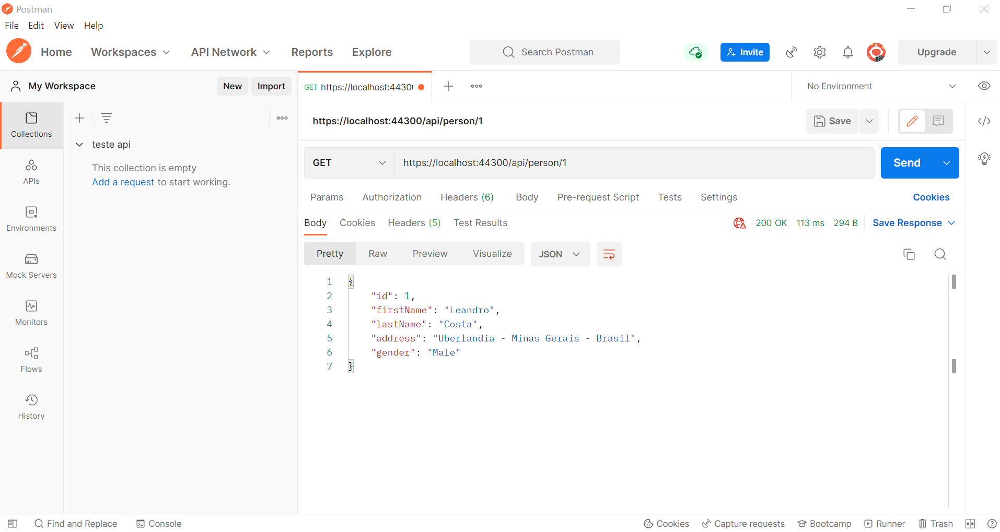 Postman
File Edit View Help
Home Workspaces API Network Reports Explore Search Postman Invite Upgrade
My Workspace New Import GET https://localhost:4430 No Environment
Collections
https://localhost:44300/api/person/1 Save
teste api
This collection is empty
Add a request to start working.
GET https://localhost:44300/api/person/1 Send
APIs
Params Authorization Headers (6) Body Pre-request Script Tests Settings Cookies
Environments
Body Cookies Headers (5) Test Results 200 OK 113 ms 294 B Save Response
Pretty Raw Preview Visualize JSON
Mock Servers
1 {
2 "id": 1,
3 "firstName": "Leandro",
4 "lastName": "Costa",
5 "address": "Uberlandia - Minas Gerais - Brasil",
6 "gender": "Male"
7 }
Monitors
Flows
History
Find and Replace Console Cookies Capture requests Bootcamp Runner Trash